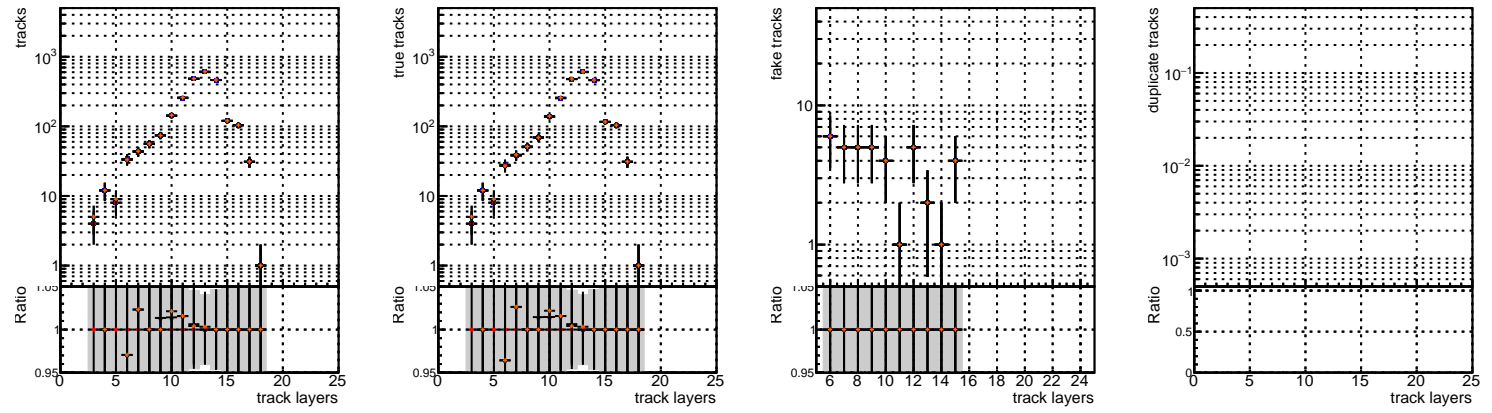 tracks
10³
10²
10
1
Ratio
1.05
1
0.95
0 5 10 15 20 25
track layers
true tracks
10³
10²
10
1
Ratio
1.05
1
0.95
0 5 10 15 20 25
track layers
fake tracks
10
1
Ratio
1.05
1
0.95
6 8 10 12 14 16 18 20 22 24
track layers
duplicate tracks
10⁻¹
10⁻²
10⁻³
Ratio
1
0.5
0
0 5 10 15 20 25
track layers